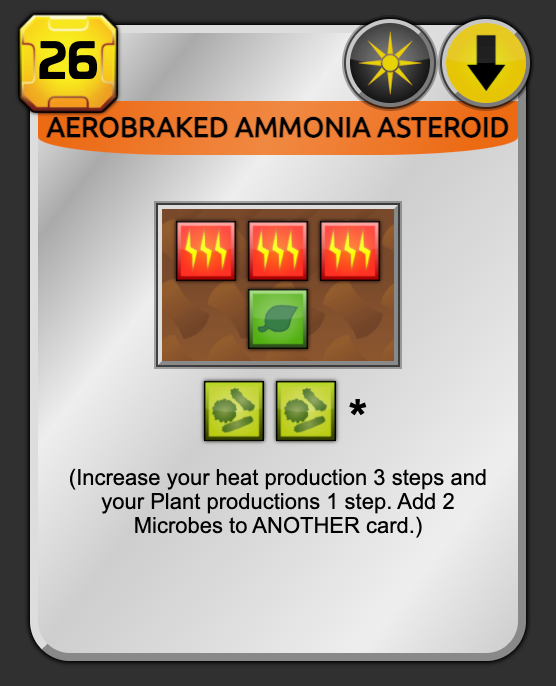 26
AEROBRAKED AMMONIA ASTEROID
*
(Increase your heat production 3 steps and
your Plant productions 1 step. Add 2
Microbes to ANOTHER card.)